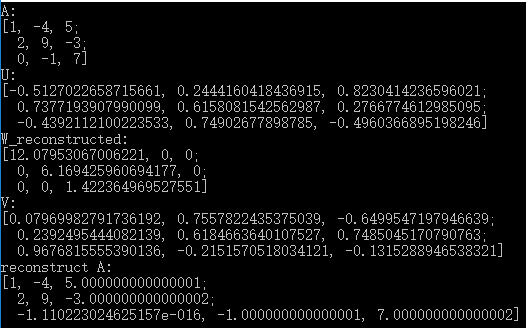 A:
[1, -4, 5;
2, 9, -3;
0, -1, 7]
U:
[-0.5127022658715661, 0.2444160418436915, 0.8230414236596021;
0.7377193907990099, 0.6158081542562987, 0.2766774612985095;
-0.4392112100223533, 0.74902677898785, -0.4960366895198246]
W_reconstructed:
[12.07953067006221, 0, 0;
0, 6.169425960694177, 0;
0, 0, 1.422364969527551]
V:
[0.07969982791736192, 0.7557822435375039, -0.6499547197946639;
0.2392495444082139, 0.6184663640107527, 0.7485045170790763;
0.9676815555390136, -0.2151570518034121, -0.1315288946538321]
reconstruct A:
[1, -4, 5.000000000000001;
2, 9, -3.000000000000002;
-1.110223024625157e-016, -1.000000000000001, 7.000000000000002]